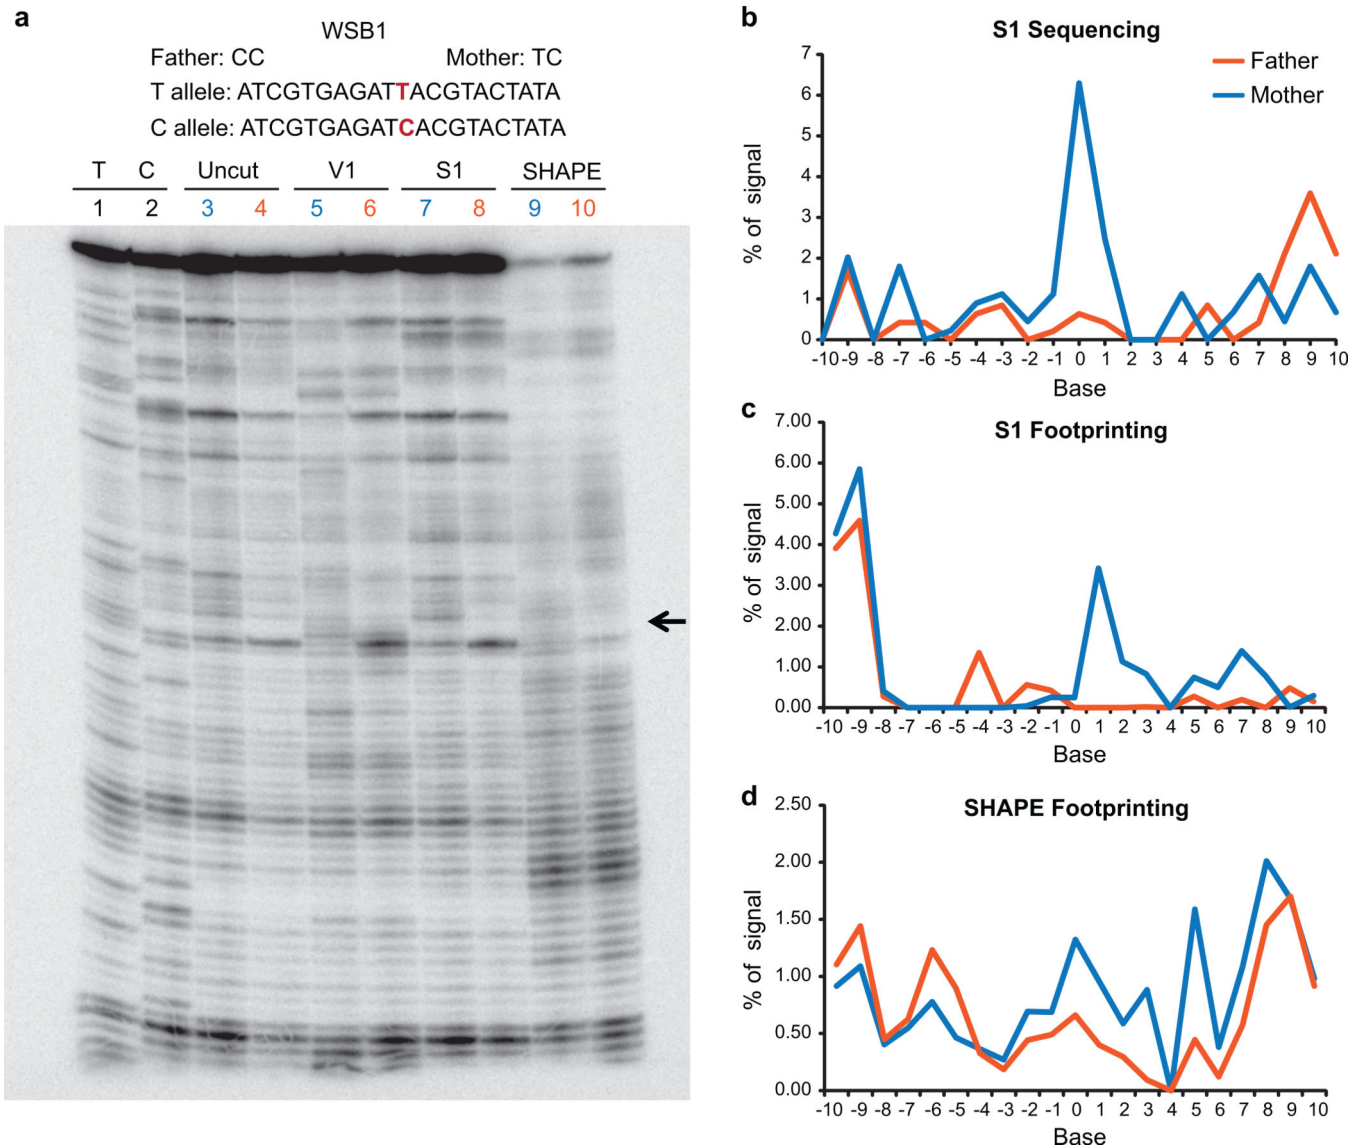 a
WSB1
Father: CC Mother: TC
T allele: ATCGTGAGATTACGTACTATA
C allele: ATCGTGAGATCACGTACTATA
T C Uncut V1 S1 SHAPE
1 2 3 4 5 6 7 8 9 10
b
S1 Sequencing
Father
Mother
% of signal
7
6
5
4
3
2
1
0
-10 -9 -8 -7 -6 -5 -4 -3 -2 -1 0 1 2 3 4 5 6 7 8 9 10
Base
c
S1 Footprinting
% of signal
7.00
6.00
5.00
4.00
3.00
2.00
1.00
0.00
-10 -9 -8 -7 -6 -5 -4 -3 -2 -1 0 1 2 3 4 5 6 7 8 9 10
Base
d
SHAPE Footprinting
% of signal
2.50
2.00
1.50
1.00
0.50
0.00
-10 -9 -8 -7 -6 -5 -4 -3 -2 -1 0 1 2 3 4 5 6 7 8 9 10
Base